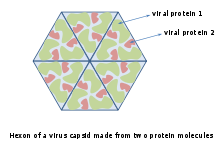 viral protein 1
viral protein 2
Hexon of a virus capsid made from two protein molecules